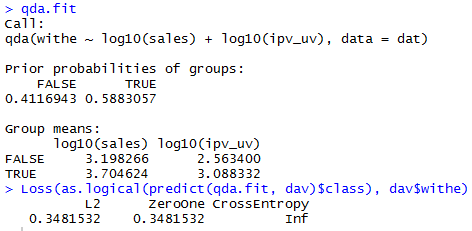 > qda.fit
Call:
qda(withe ~ log10(sales) + log10(ipv_uv), data = dat)
Prior probabilities of groups:
FALSE TRUE
0.4116943 0.5883057
Group means:
log10(sales) log10(ipv_uv)
FALSE 3.198266 2.563400
TRUE 3.704624 3.088332
> Loss(as.logical(predict(qda.fit, dav)$class), dav$withe)
L2 ZeroOne CrossEntropy
0.3481532 0.3481532 Inf